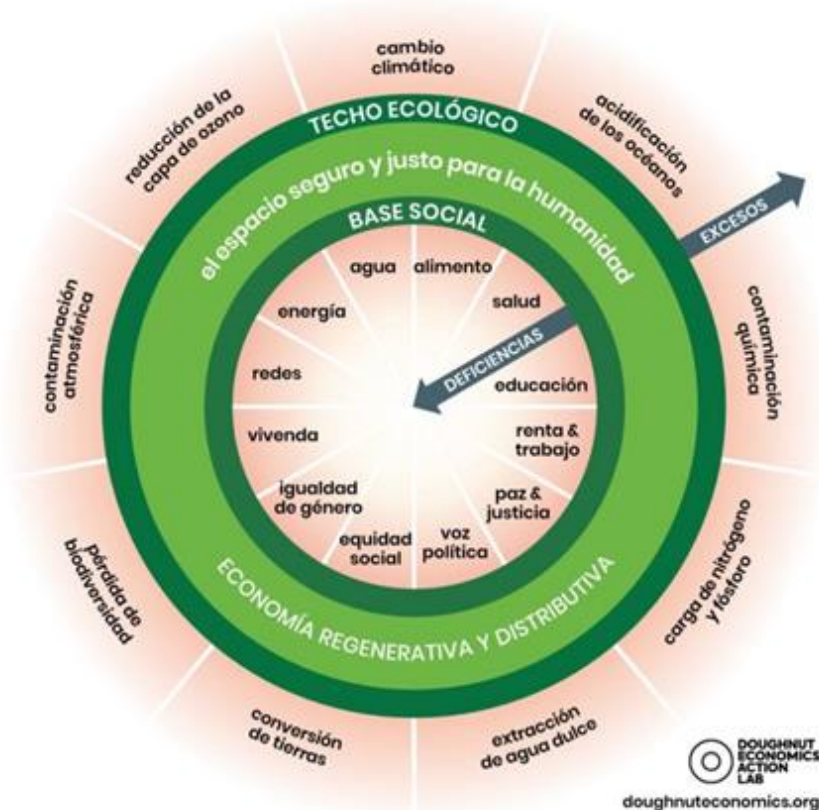 cambio
climático
acidificación
de los océanos
EXCESOS
contaminación
química
carga de nitrógeno
y fósforo
extracción
de agua dulce
conversión
de tierras
pérdida de
biodiversidad
contaminación
atmosférica
reducción de la
capa de ozono
TECHO ECOLÓGICO
el espacio seguro y justo para la humanidad
BASE SOCIAL
agua
alimento
salud
DEFICIENCIAS
educación
renta &
trabajo
paz &
justicia
voz
política
equidad
social
igualdad
de género
vivenda
redes
energía
ECONOMÍA REGENERATIVA Y DISTRIBUTIVA
DOUGHNUT
ECONOMICS
ACTION
LAB
doughnuteconomics.org